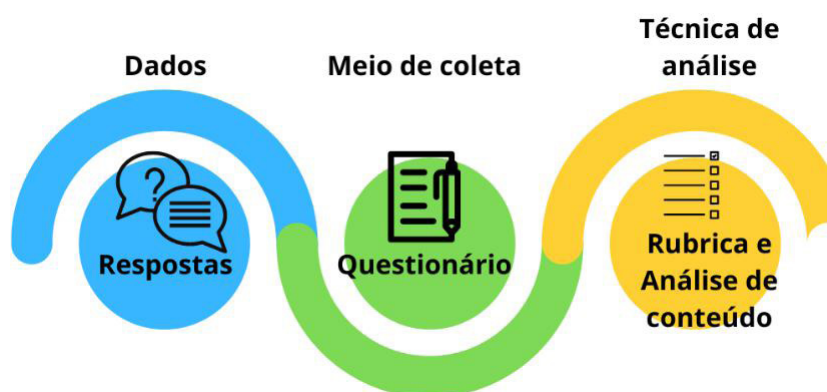 Dados
Respostas
Meio de coleta
Questionário
Técnica de
análise
Rubrica e
Análise de
conteúdo